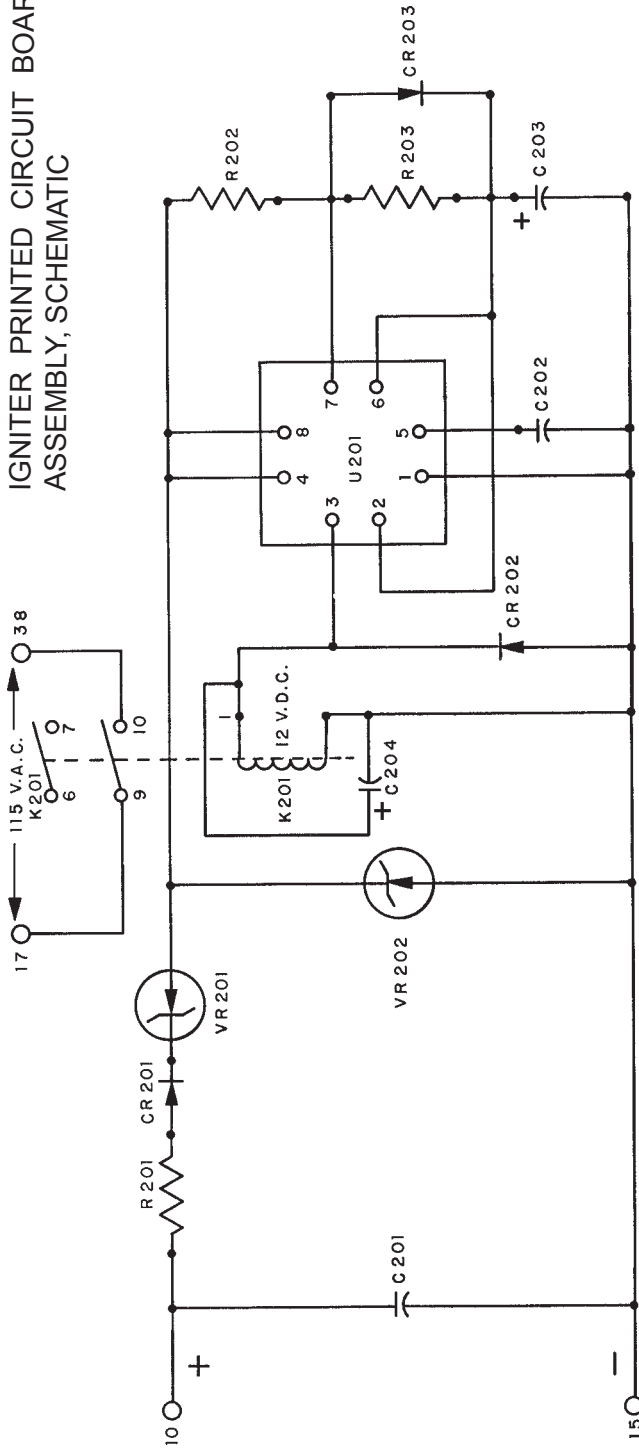 IGNITER PRINTED CIRCUIT BOAR
ASSEMBLY, SCHEMATIC
17
115 V.A.C.
38
K201
6
7
9
10
10
+
R201
CR201
VR201
C201
VR202
K201
1
12 V.D.C.
+
C204
CR202
U201
3
2
4
8
1
5
7
6
C202
R202
R203
CR203
+
C203
15
−